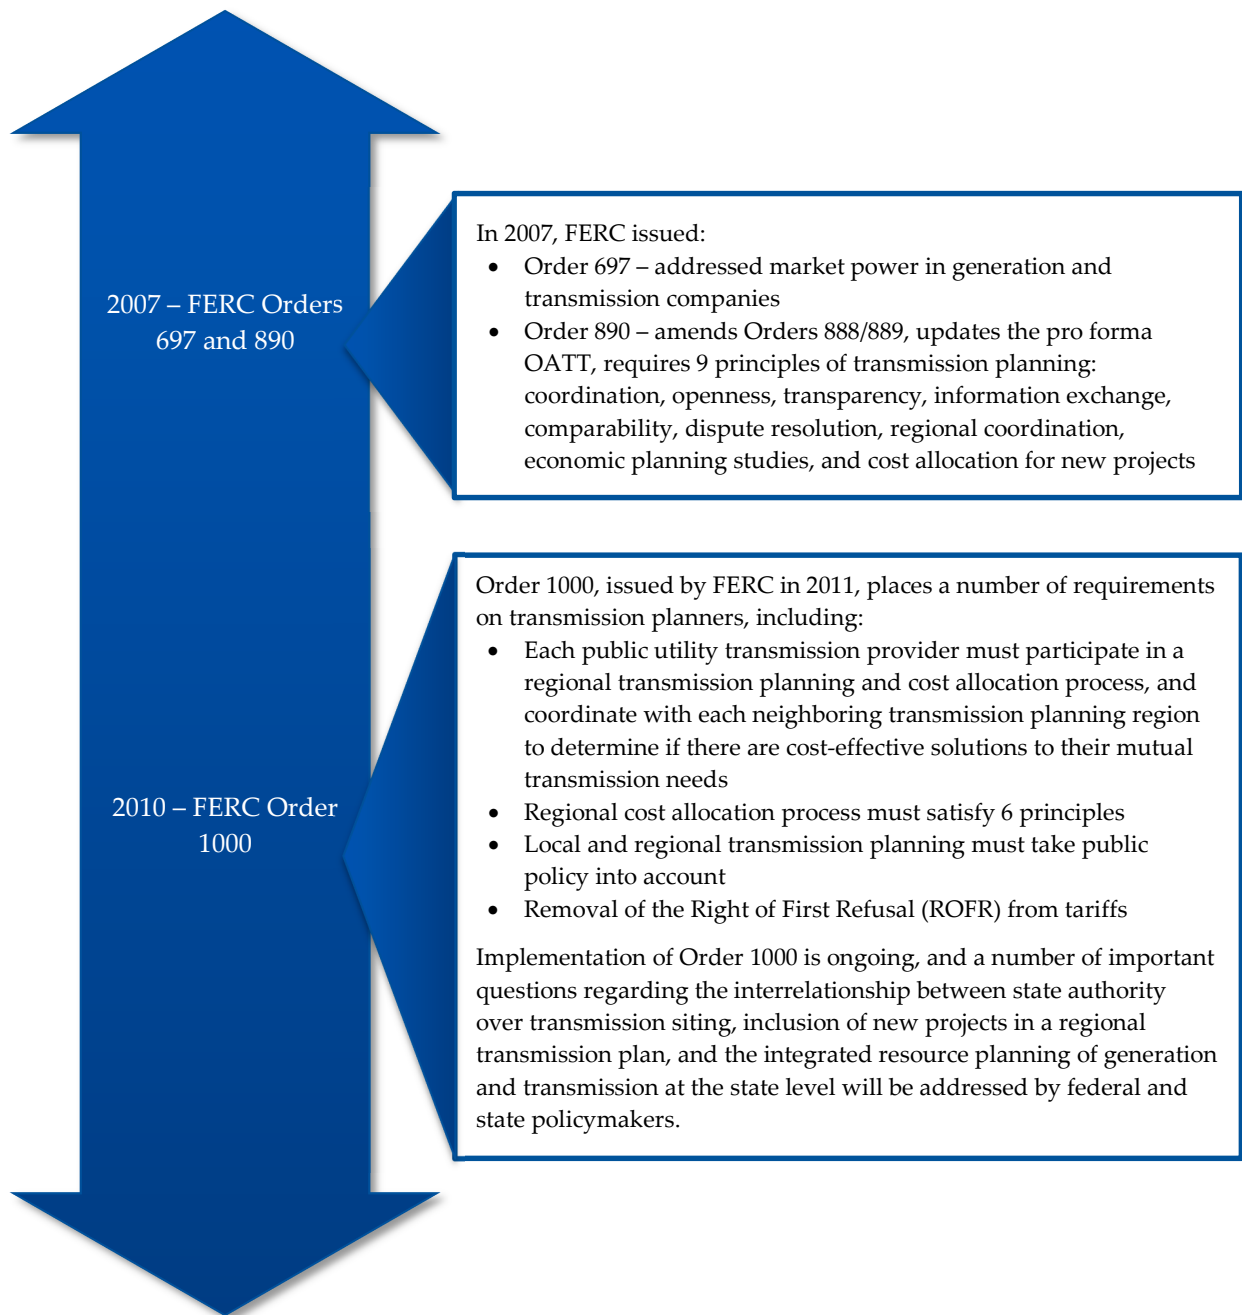 2007 – FERC Orders
697 and 890
In 2007, FERC issued:
• Order 697 – addressed market power in generation and
transmission companies
• Order 890 – amends Orders 888/889, updates the pro forma
OATT, requires 9 principles of transmission planning:
coordination, openness, transparency, information exchange,
comparability, dispute resolution, regional coordination,
economic planning studies, and cost allocation for new projects
2010 – FERC Order
1000
Order 1000, issued by FERC in 2011, places a number of requirements
on transmission planners, including:
• Each public utility transmission provider must participate in a
regional transmission planning and cost allocation process, and
coordinate with each neighboring transmission planning region
to determine if there are cost-effective solutions to their mutual
transmission needs
• Regional cost allocation process must satisfy 6 principles
• Local and regional transmission planning must take public
policy into account
• Removal of the Right of First Refusal (ROFR) from tariffs
Implementation of Order 1000 is ongoing, and a number of important
questions regarding the interrelationship between state authority
over transmission siting, inclusion of new projects in a regional
transmission plan, and the integrated resource planning of generation
and transmission at the state level will be addressed by federal and
state policymakers.